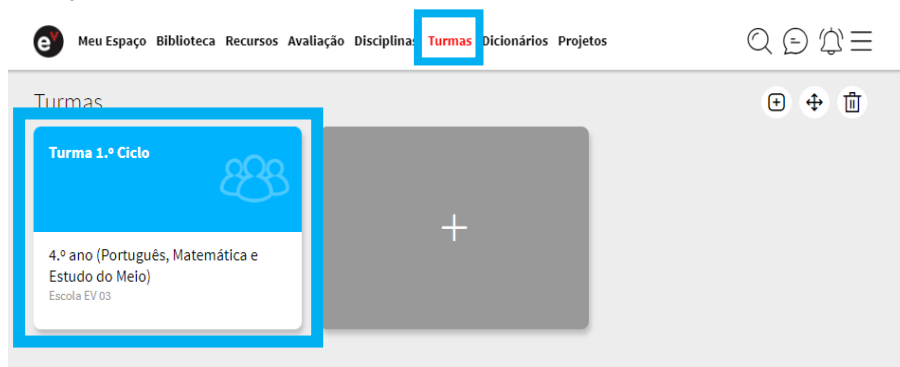 ev Meu Espaço Biblioteca Recursos Avaliação Disciplinas Turmas Dicionários Projetos
Turmas
Turma 1.º Ciclo
4.º ano (Português, Matemática e
Estudo do Meio)
Escola EV 03